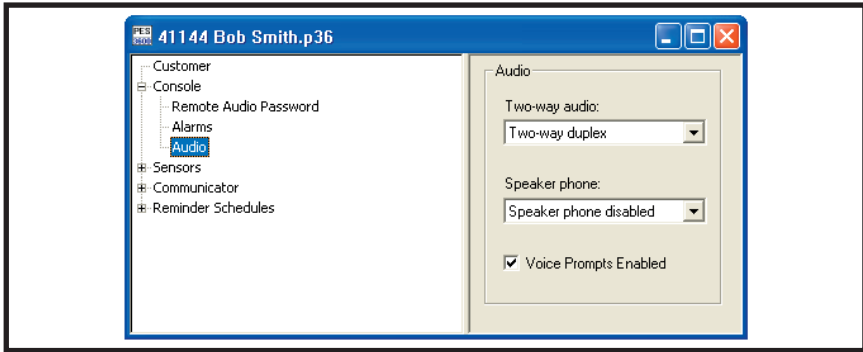 PES
3600
41144 Bob Smith.p36
Customer
Console
Remote Audio Password
Alarms
Audio
Sensors
Communicator
Reminder Schedules
Audio
Two-way audio:
Two-way duplex
Speaker phone:
Speaker phone disabled
Voice Prompts Enabled